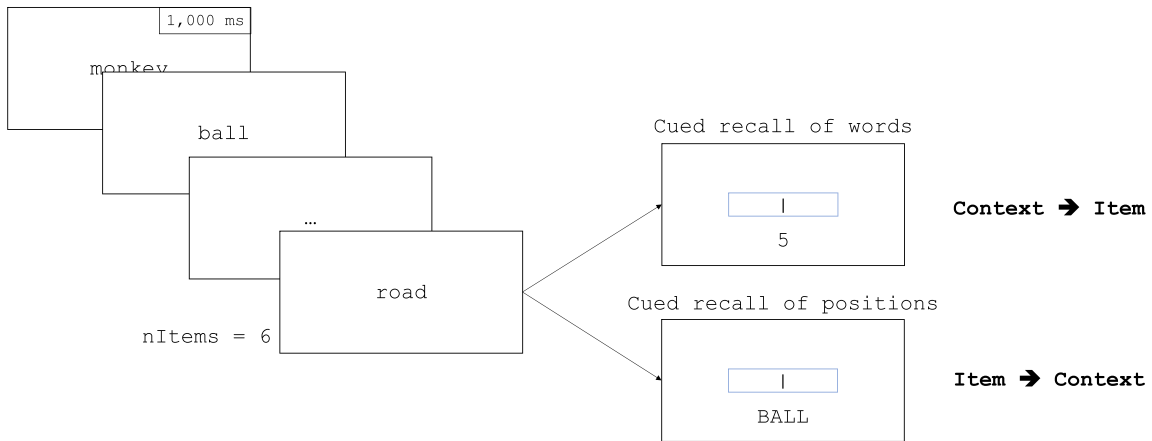 1,000 ms
monkey
ball
...
road
nItems = 6
Cued recall of words
|
5
Context ➔ Item
Cued recall of positions
|
BALL
Item ➔ Context